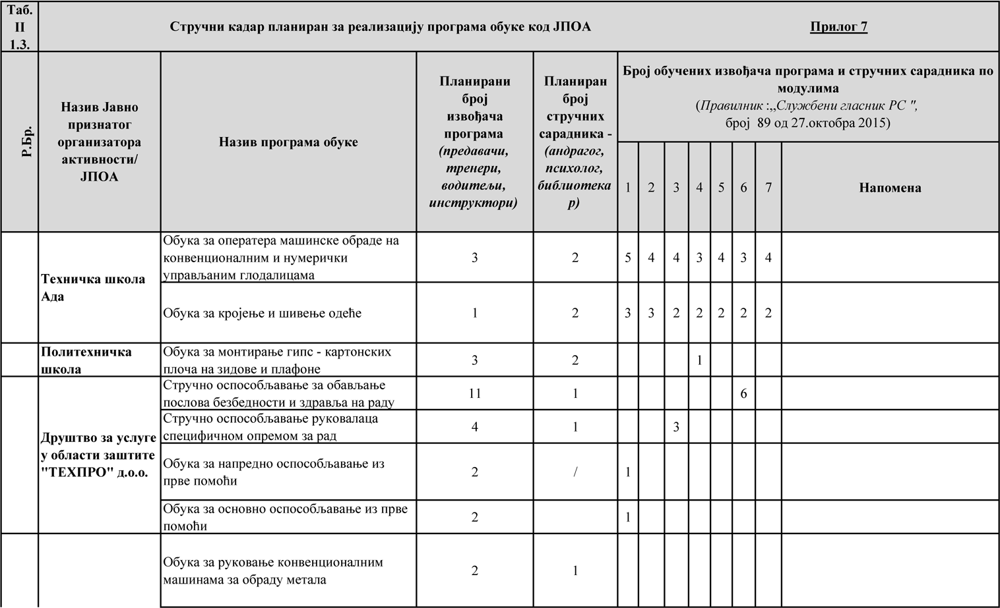 Таб.
II
1.3.
Стручни кадар планиран за реализацију програма обуке код ЈПОА
Прилог 7
Р.Бр.
Назив Јавно
признатог
организатора
активности/
ЈПОА
Назив програма обуке
Планирани
број
извођача
програма
(предавачи,
тренери,
водитељи,
инструктори)
Планиран
број
стручних
сарадника -
(андрагог,
психолог,
библиотека
р)
Број обучених извођача програма и стручних сарадника по
модулима
(Правилник :,,Службени гласник РС ",
број  89 од 27.октобра 2015)
1 2 3 4 5 6 7
Напомена
Техничка школа
Ада
Обука за оператера машинске обраде на
конвенционалним и нумерички
управљаним глодалицама
3 2 5 4 4 3 4 3 4
Обука за кројење и шивење одеће
1 2 3 3 2 2 2 2 2
Политехничка
школа
Обука за монтирање гипс - картонских
плоча на зидове и плафоне
3 2 1
Друштво за услуге
у области заштите
"ТЕХПРО" д.о.о.
Стручно оспособљавање за обављање
послова безбедности и здравља на раду
11 1 6
Стручно оспособљавање руковалаца
специфичном опремом за рад
4 1 3
Обука за напредно оспособљавање из
прве помоћи
2 / 1
Обука за основно оспособљавање из прве
помоћи
2 1
Обука за руковање конвенционалним
машинама за обраду метала
2 1